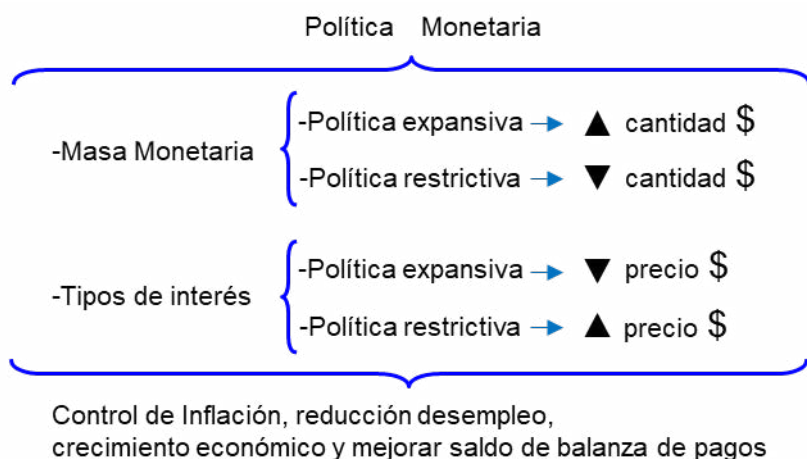 Política Monetaria
-Política expansiva → ▲ cantidad $
-Masa Monetaria
-Política restrictiva → ▼ cantidad $
-Política expansiva → ▼ precio $
-Tipos de interés
-Política restrictiva → ▲ precio $
Control de Inflación, reducción desempleo,
crecimiento económico y mejorar saldo de balanza de pagos